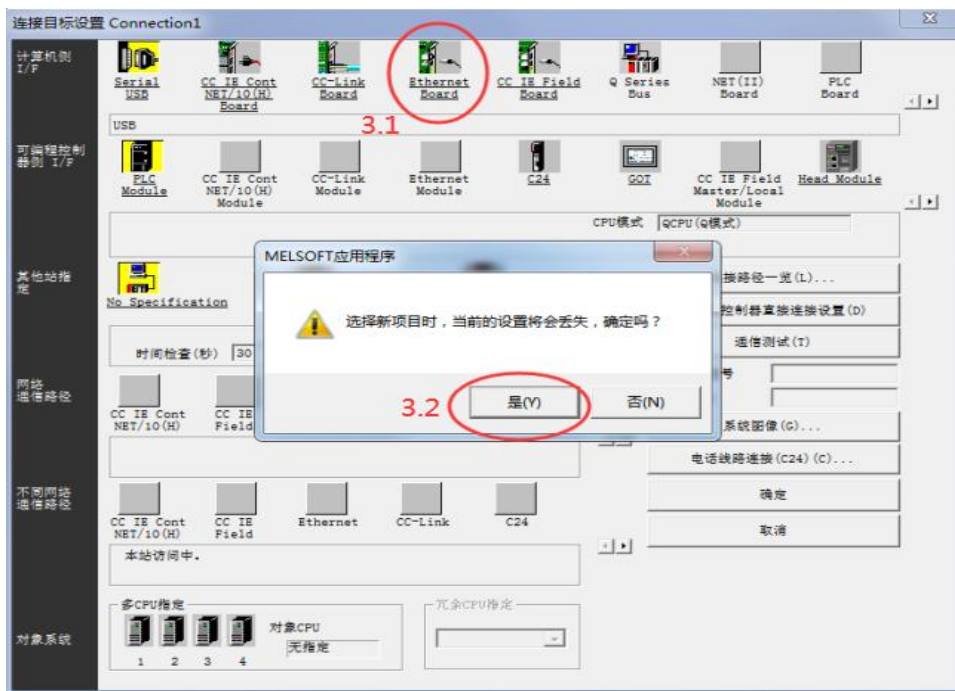 连接目标设置 Connection1
计算机侧
I/F
Serial
USB
CC IE Cont
NET/10(H)
Board
CC-Link
Board
Ethernet
Board
CC IE Field
Board
Q Series
Bus
NET(II)
Board
PLC
Board
USB
3.1
可编程控制
器侧 I/F
PLC
Module
CC IE Cont
NET/10(H)
Module
CC-Link
Module
Ethernet
Module
C24
GOT
CC IE Field
Master/Local
Module
Head Module
CPU模式 QCPU(Q模式)
MELSOFT应用程序
其他站指
定
No Specification
接路径一览(L)...
控制器直接连接设置(D)
选择新项目时，当前的设置将会丢失，确定吗？
时间检查(秒) 30
通信测试(T)
号
网络
通信路径
3.2
是(Y)
否(N)
CC IE Cont
NET/10(H)
CC IE
Field
系统图像(G)...
电话线路连接(C24)(C)...
不同网络
通信路径
CC IE Cont
NET/10(H)
CC IE
Field
Ethernet
CC-Link
C24
确定
取消
本站访问中。
对象系统
多CPU指定
1 2 3 4
对象CPU
无指定
冗余CPU指定